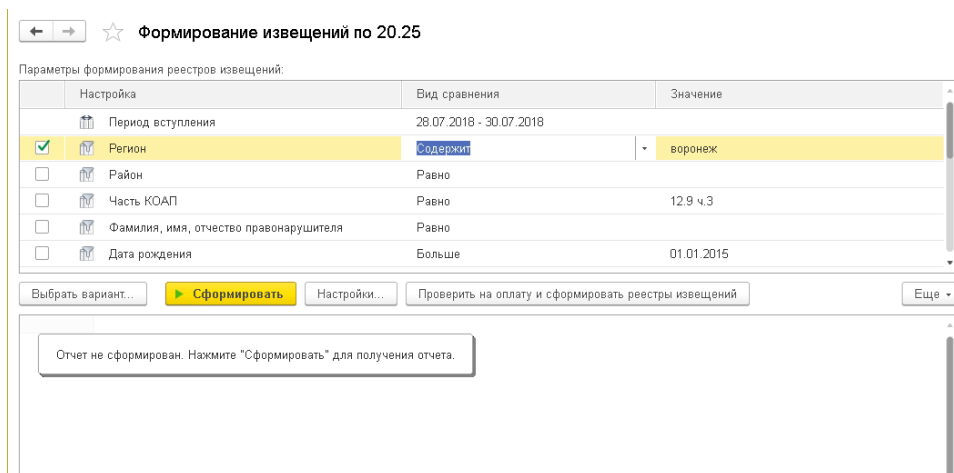 Формирование извещений по 20.25
Параметры формирования реестров извещений:
Настройка Вид сравнения Значение
Период вступления 28.07.2018 - 30.07.2018
Регион Содержит воронеж
Район Равно
Часть КОАП Равно 12.9 ч.3
Фамилия, имя, отчество правонарушителя Равно
Дата рождения Больше 01.01.2015
Выбрать вариант... Сформировать Настройки... Проверить на оплату и сформировать реестры извещений Еще
Отчет не сформирован. Нажмите "Сформировать" для получения отчета.